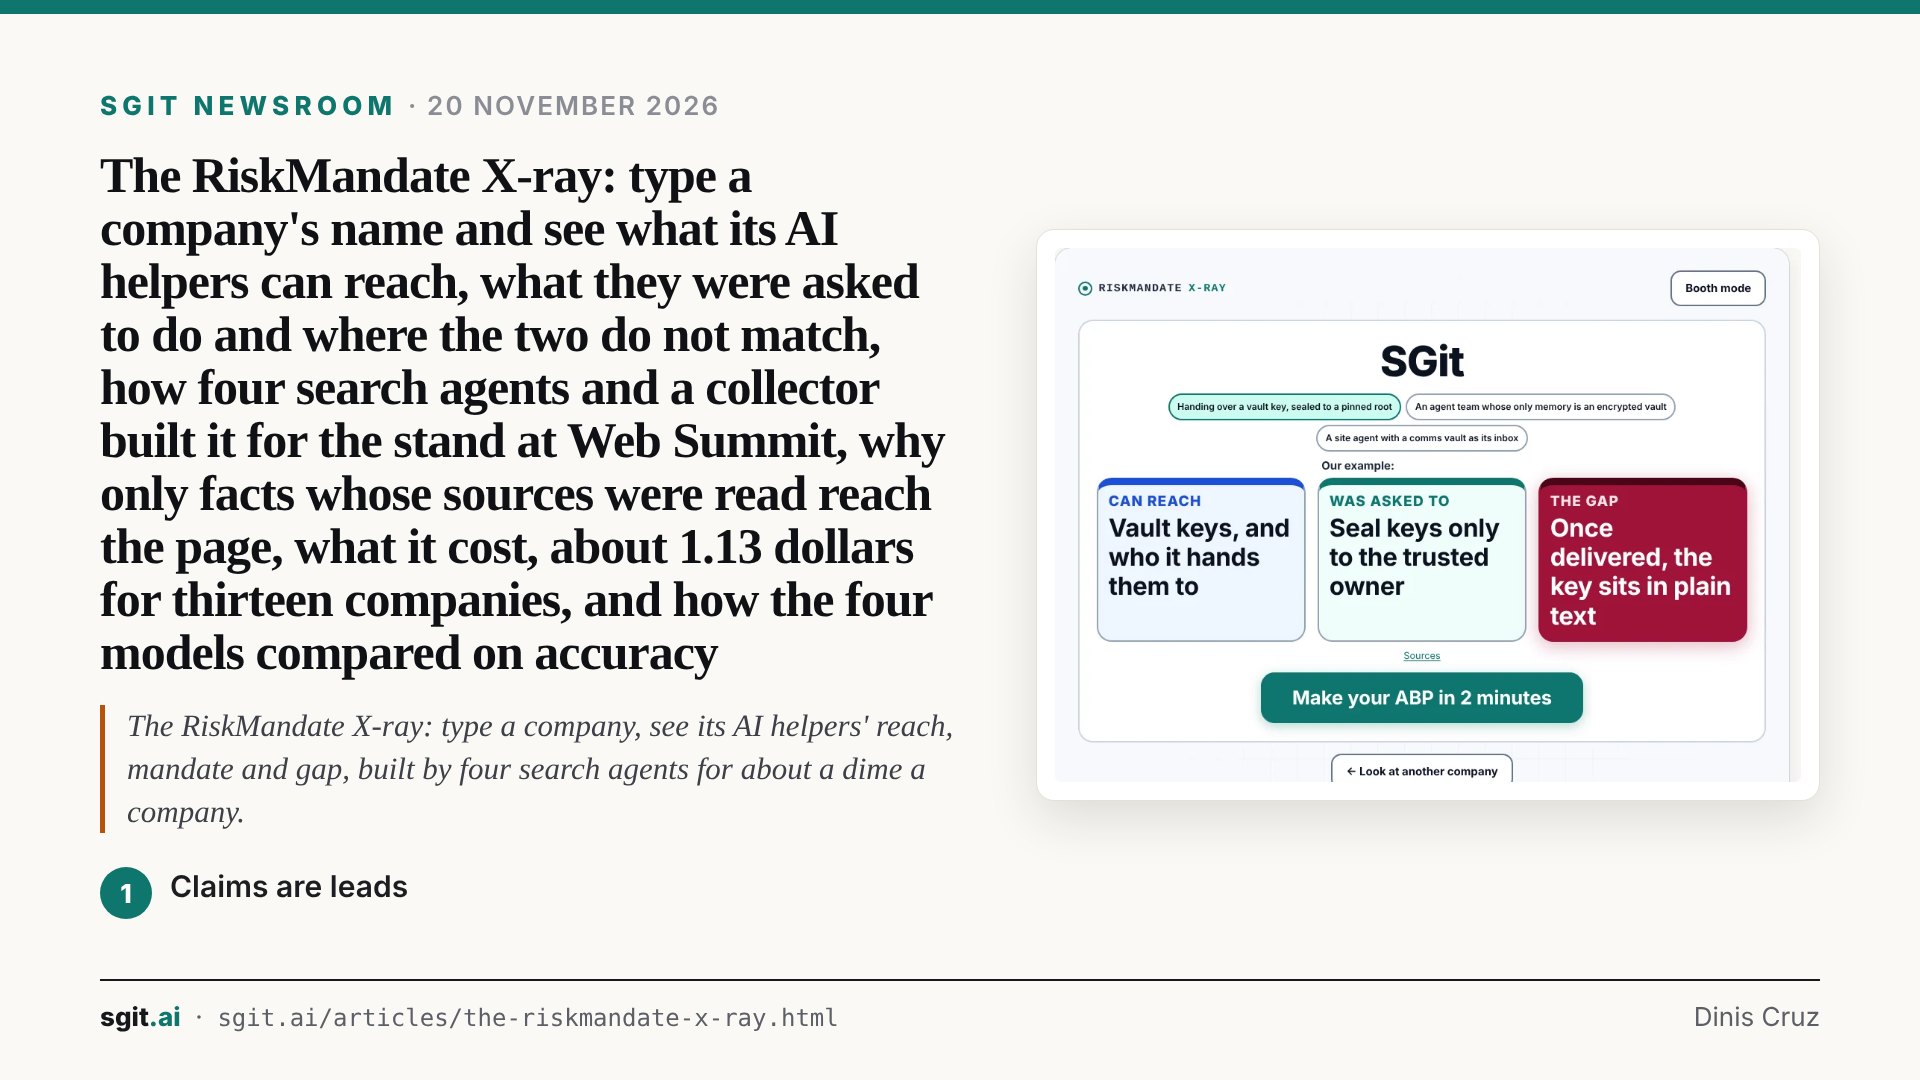 SGIT NEWSROOM · 20 NOVEMBER 2026
The RiskMandate X-ray: type a
company's name and see what its AI
helpers can reach, what they were asked
to do and where the two do not match,
how four search agents and a collector
built it for the stand at Web Summit, why
only facts whose sources were read reach
the page, what it cost, about 1.13 dollars
for thirteen companies, and how the four
models compared on accuracy
The RiskMandate X-ray: type a company, see its AI helpers' reach,
mandate and gap, built by four search agents for about a dime a
company.
1 Claims are leads
RISKMANDATE X-RAY
Booth mode
SGit
Handing over a vault key, sealed to a pinned root
An agent team whose only memory is an encrypted vault
A site agent with a comms vault as its inbox
Our example:
CAN REACH
Vault keys, and
who it hands
them to
WAS ASKED TO
Seal keys only
to the trusted
owner
THE GAP
Once
delivered, the
key sits in plain
text
Sources
Make your ABP in 2 minutes
← Look at another company
sgit.ai · sgit.ai/articles/the-riskmandate-x-ray.html
Dinis Cruz